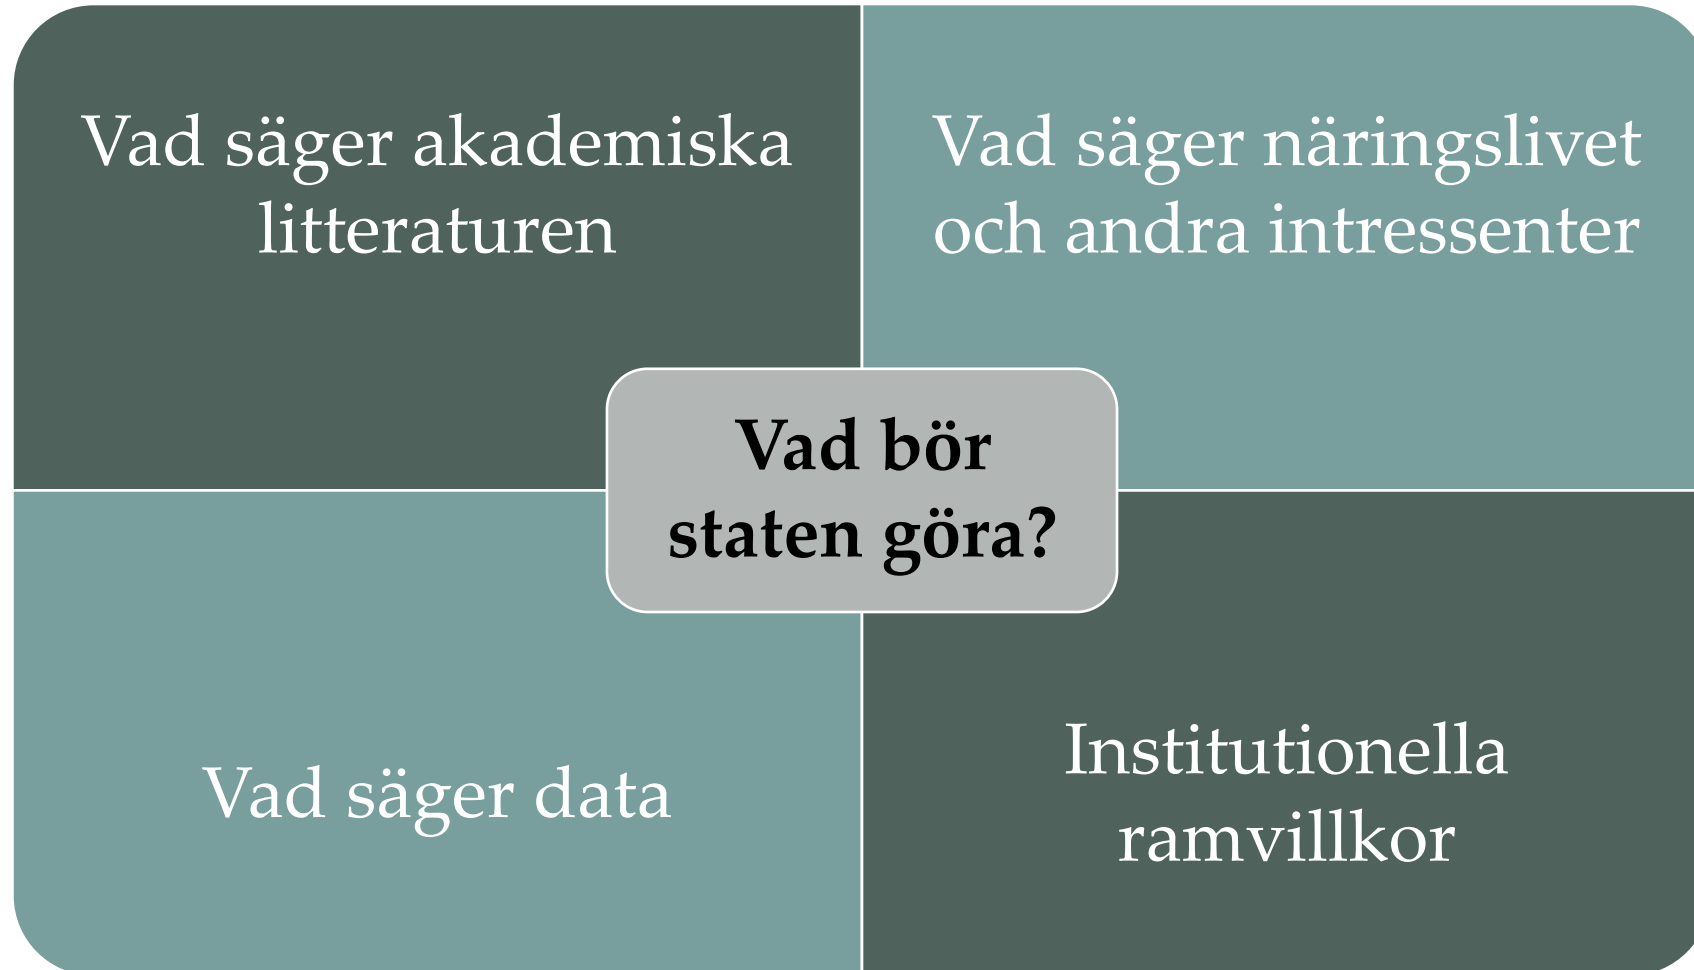 Vad säger akademiska
litteraturen
Vad säger näringslivet
och andra intressenter
Vad bör
staten göra?
Vad säger data
Institutionella
ramvillkor